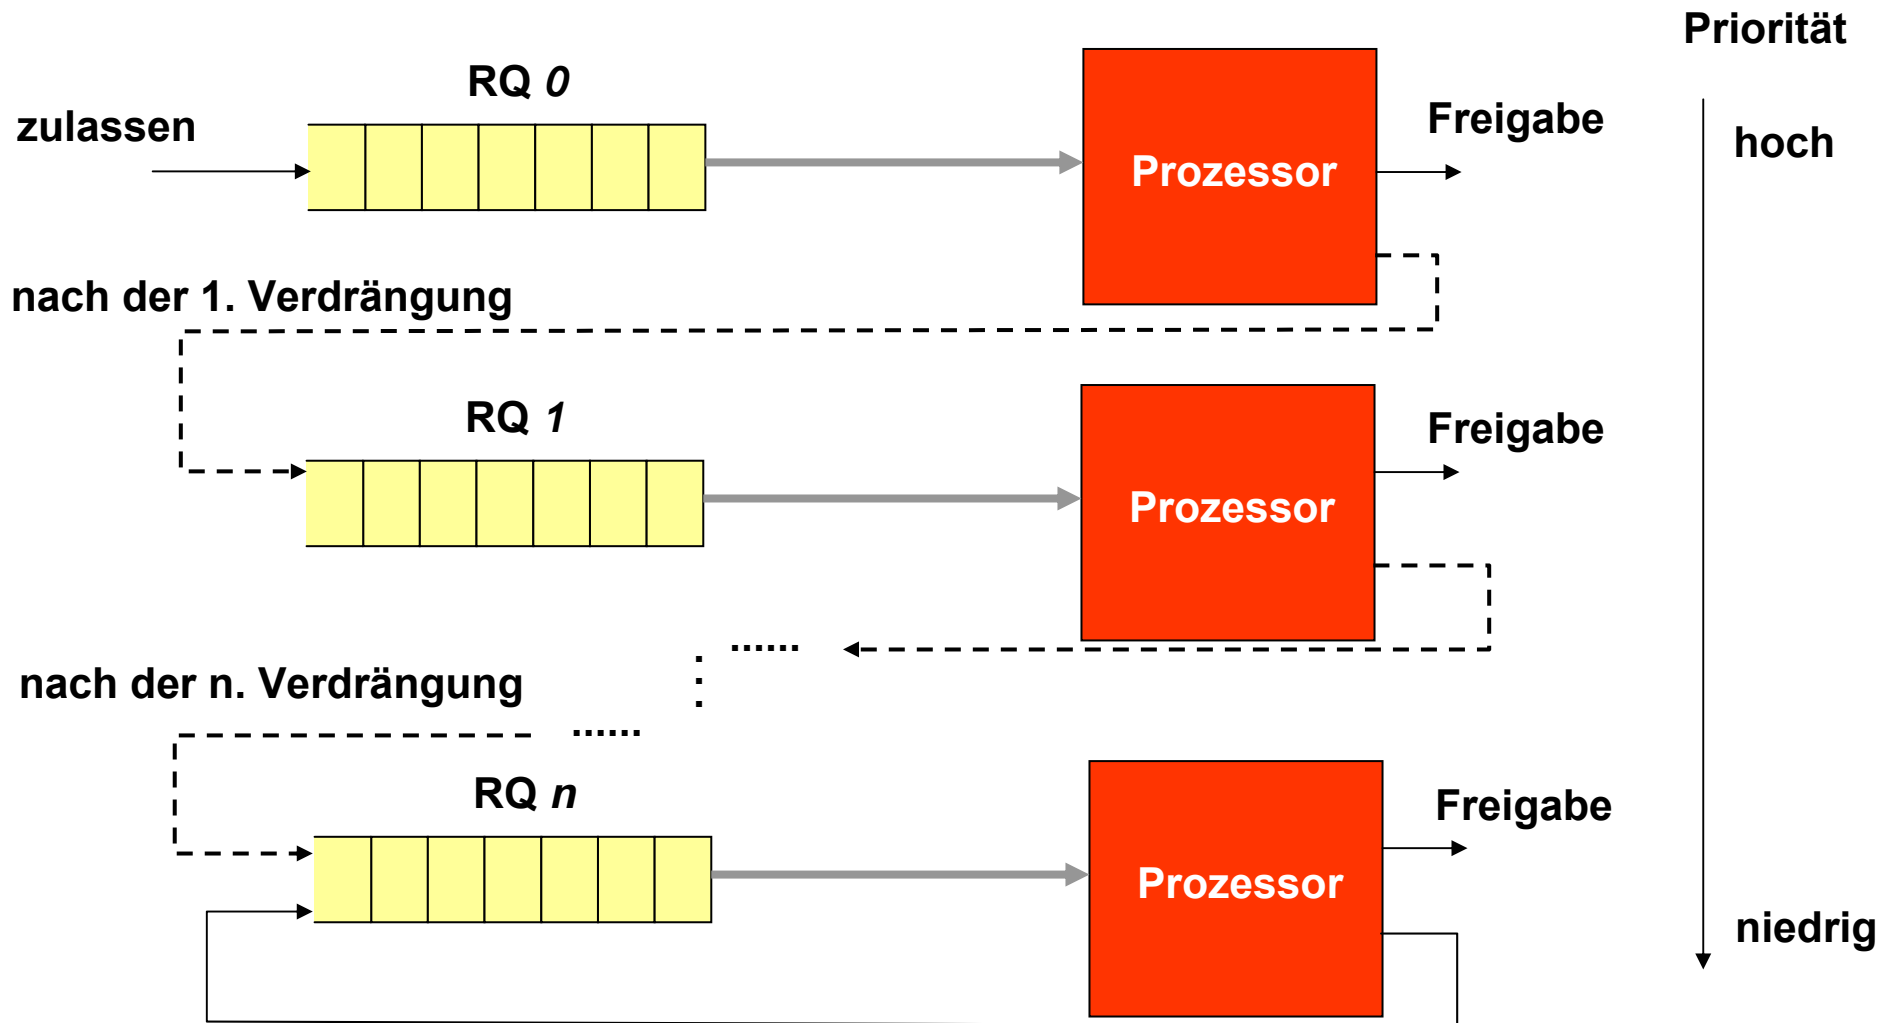 Priorität
RQ 0
zulassen
Prozessor
Freigabe
hoch
nach der 1. Verdrängung
RQ 1
Prozessor
Freigabe
......
nach der n. Verdrängung
......
RQ n
Prozessor
Freigabe
niedrig